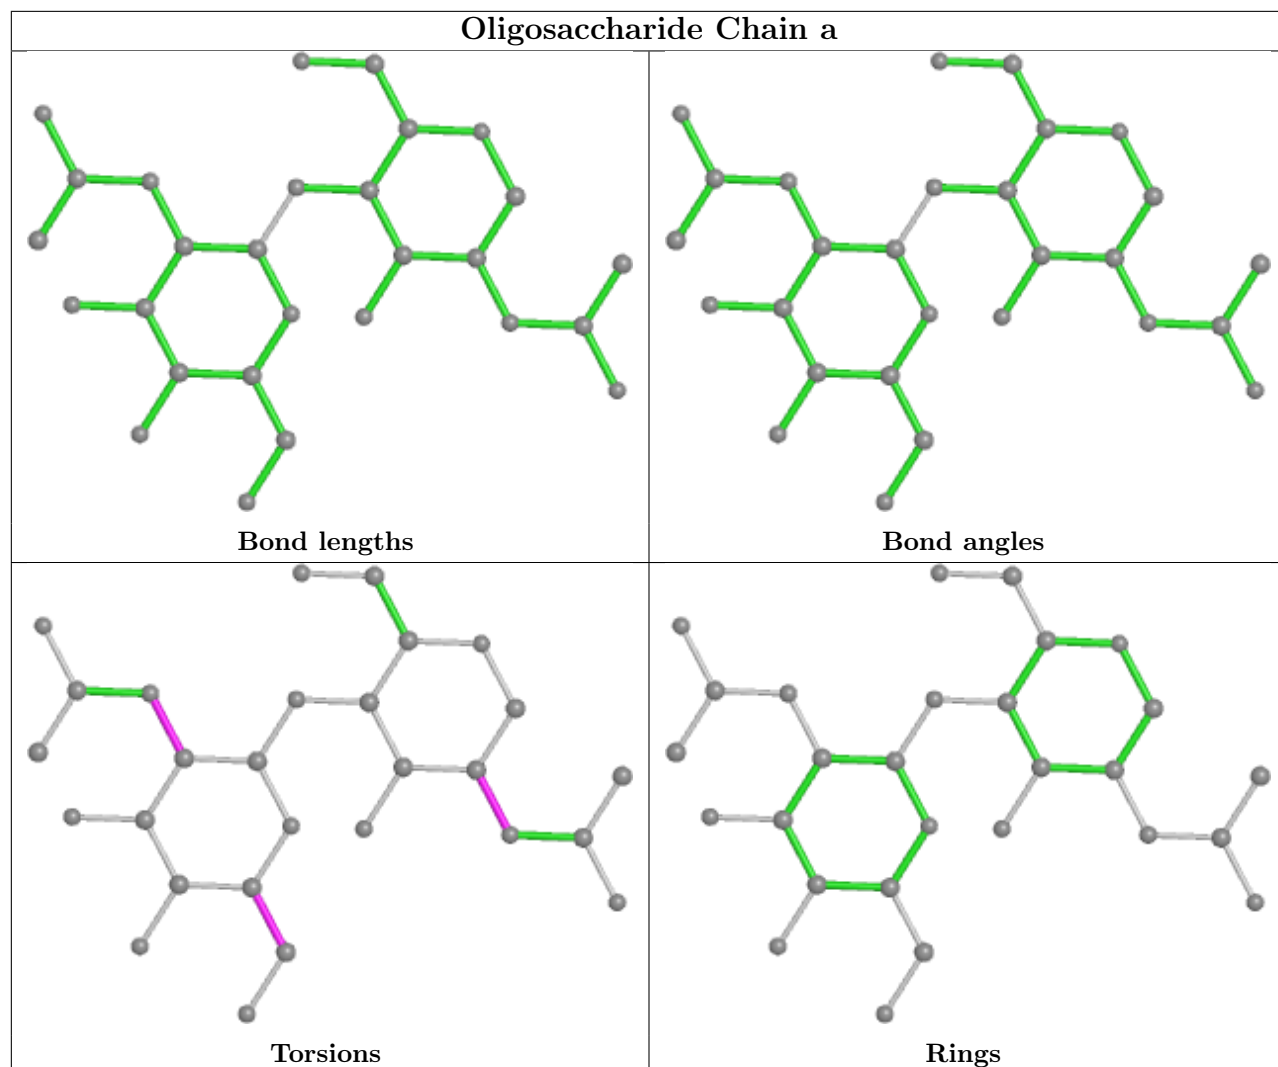 Oligosaccharide Chain a
Bond lengths
Bond angles
Torsions
Rings